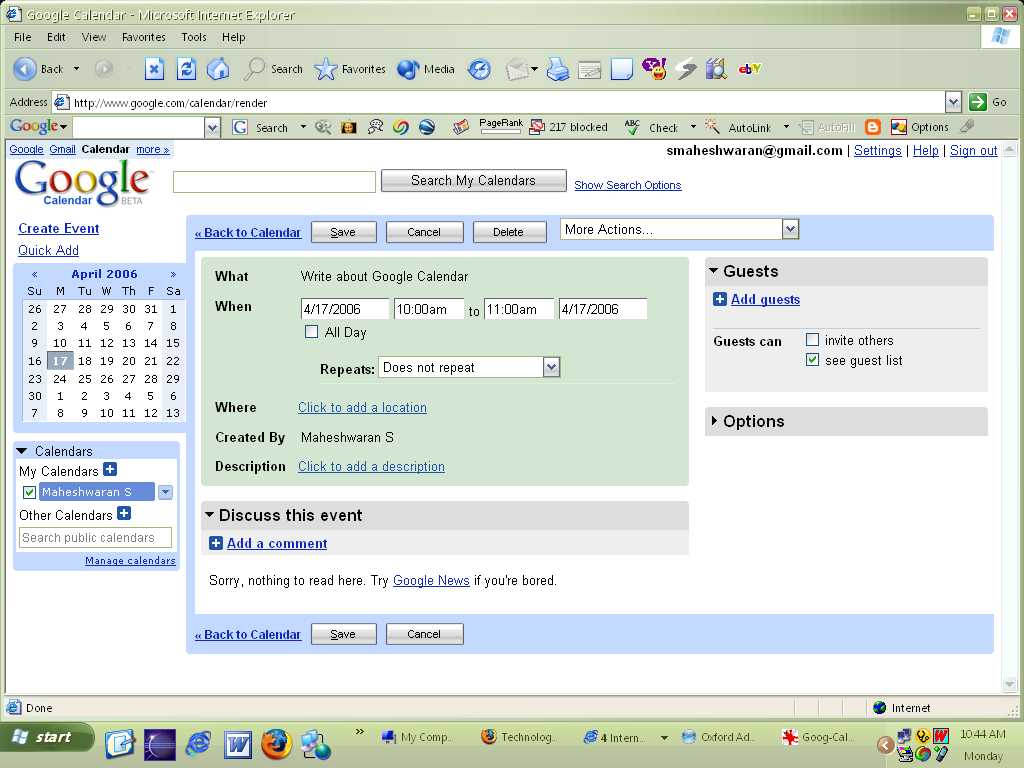 Google Calendar - Microsoft Internet Explorer
File Edit View Favorites Tools Help
Back Search Favorites Media
Address http://www.google.com/calendar/render Go
Google Search PageRank 217 blocked ABC Check AutoLink AutoFill Options
Google Gmail Calendar more » smaheshwaran@gmail.com | Settings | Help | Sign out
Google Calendar BETA Search My Calendars Show Search Options
Create Event
Quick Add
« April 2006 »
Su M Tu W Th F Sa
26 27 28 29 30 31 1
2 3 4 5 6 7 8
9 10 11 12 13 14 15
16 17 18 19 20 21 22
23 24 25 26 27 28 29
30 1 2 3 4 5 6
7 8 9 10 11 12 13
Calendars
My Calendars
Maheshwaran S
Other Calendars
Search public calendars
Manage calendars
« Back to Calendar Save Cancel Delete More Actions...
What Write about Google Calendar
When 4/17/2006 10:00am to 11:00am 4/17/2006
All Day
Repeats: Does not repeat
Where Click to add a location
Created By Maheshwaran S
Description Click to add a description
Discuss this event
Add a comment
Sorry, nothing to read here. Try Google News if you're bored.
« Back to Calendar Save Cancel
Guests
Add guests
Guests can invite others
see guest list
Options
Done Internet
start » My Comp... Technolog... 4 Intern... Oxford Ad... Goog-Cal... 10:44 AM
Monday